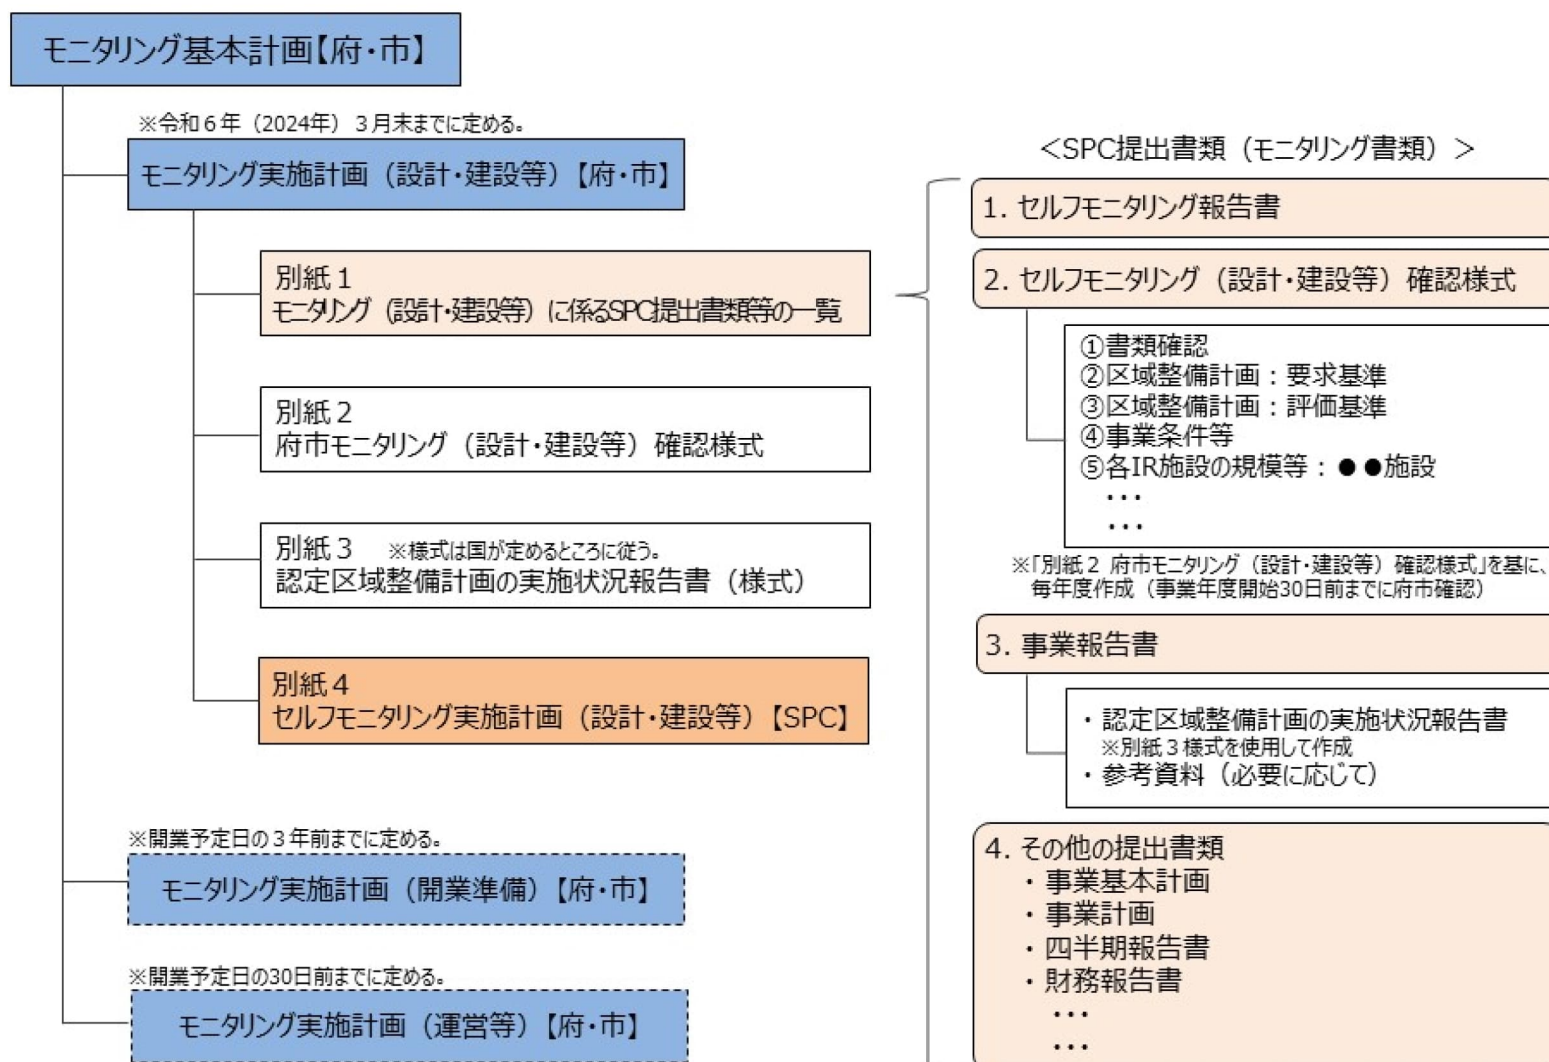 モニタリング基本計画【府・市】
※令和６年（2024年）３月末までに定める。
モニタリング実施計画（設計・建設等）【府・市】
別紙１
モニタリング（設計・建設等）に係るSPC提出書類等の一覧
別紙２
府市モニタリング（設計・建設等）確認様式
別紙３　※様式は国が定めるところに従う。
認定区域整備計画の実施状況報告書（様式）
別紙４
セルフモニタリング実施計画（設計・建設等）【SPC】
※開業予定日の３年前までに定める。
モニタリング実施計画（開業準備）【府・市】
※開業予定日の30日前までに定める。
モニタリング実施計画（運営等）【府・市】
＜SPC提出書類（モニタリング書類）＞
1. セルフモニタリング報告書
2. セルフモニタリング（設計・建設等）確認様式
①書類確認
②区域整備計画：要求基準
③区域整備計画：評価基準
④事業条件等
⑤各IR施設の規模等：●●施設
・・・
・・・
※「別紙２ 府市モニタリング（設計・建設等）確認様式」を基に、
毎年度作成（事業年度開始30日前までに府市確認）
3. 事業報告書
・認定区域整備計画の実施状況報告書
※別紙３様式を使用して作成
・参考資料（必要に応じて）
4. その他の提出書類
・事業基本計画
・事業計画
・四半期報告書
・財務報告書
・・・
・・・